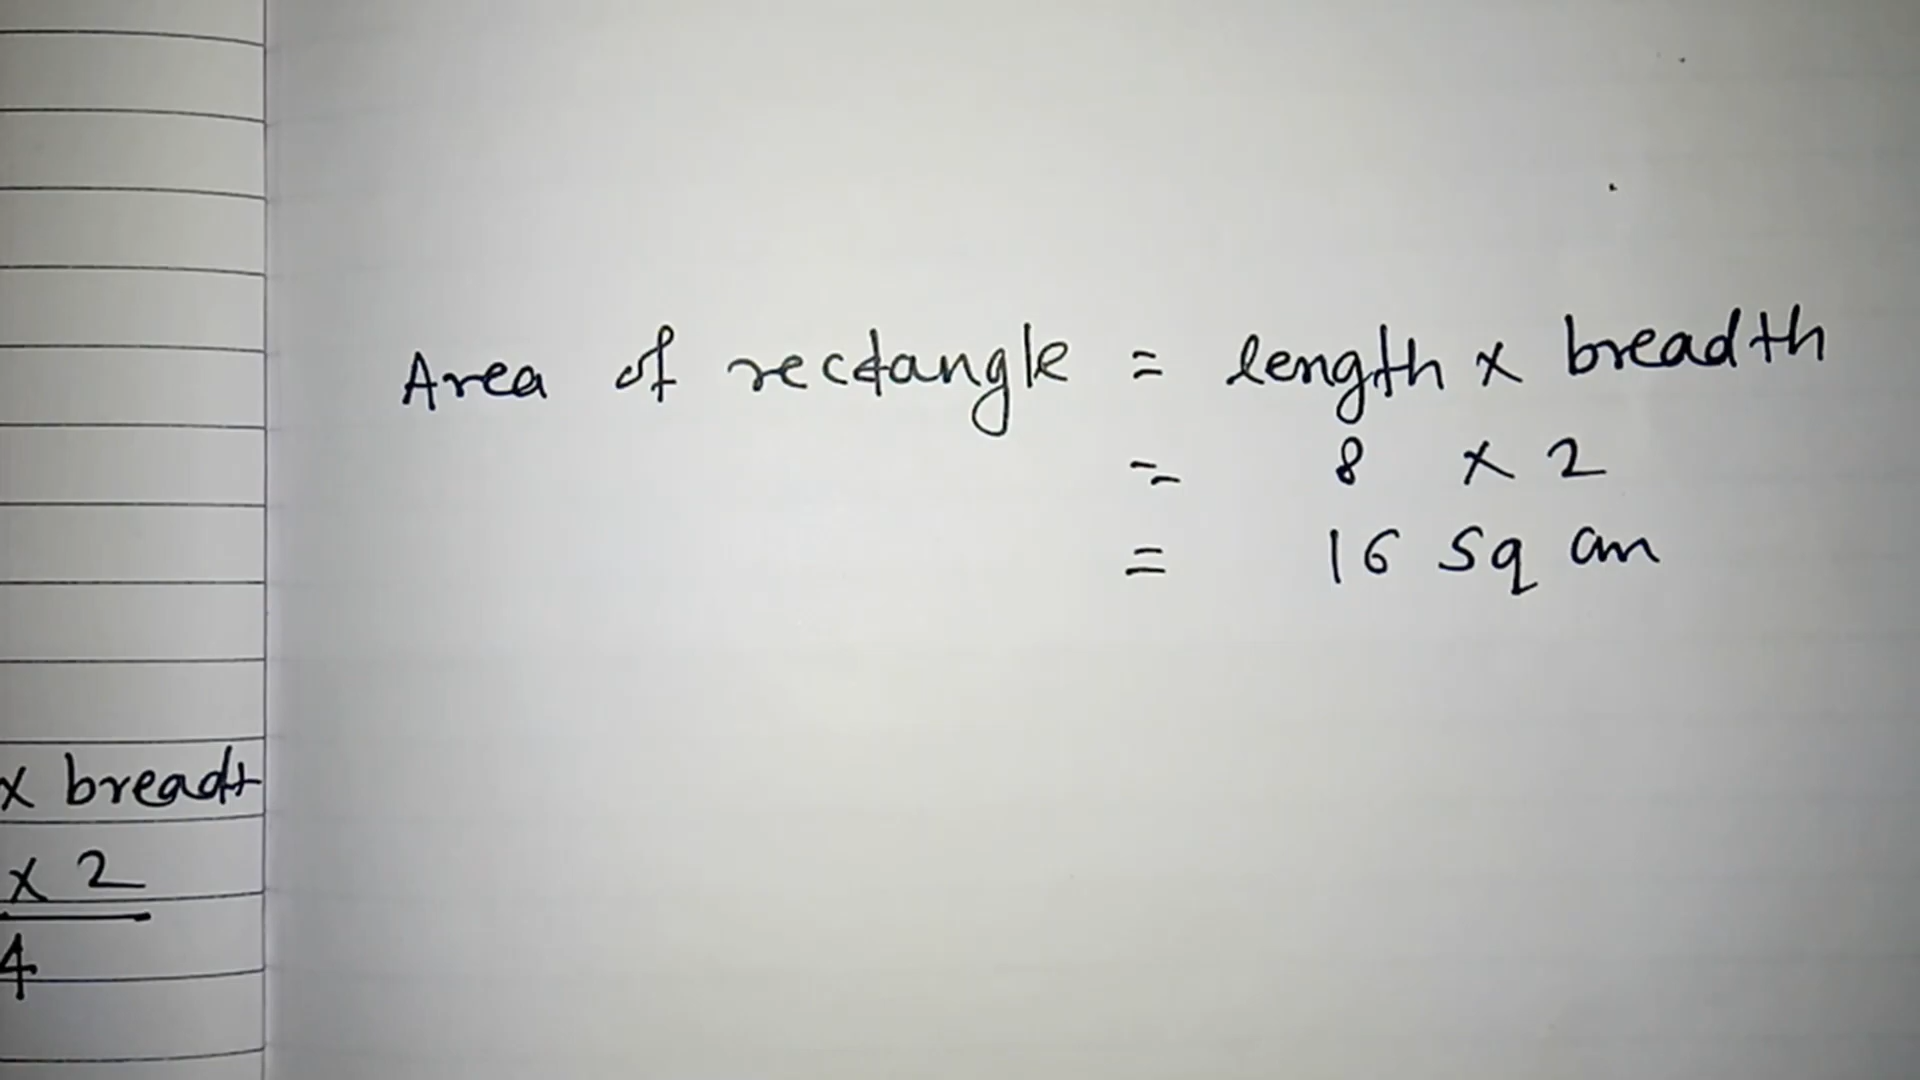 Area of rectangle = length x breadth
= 8 x 2
= 16 Sq cm
x breadt
x 2
4